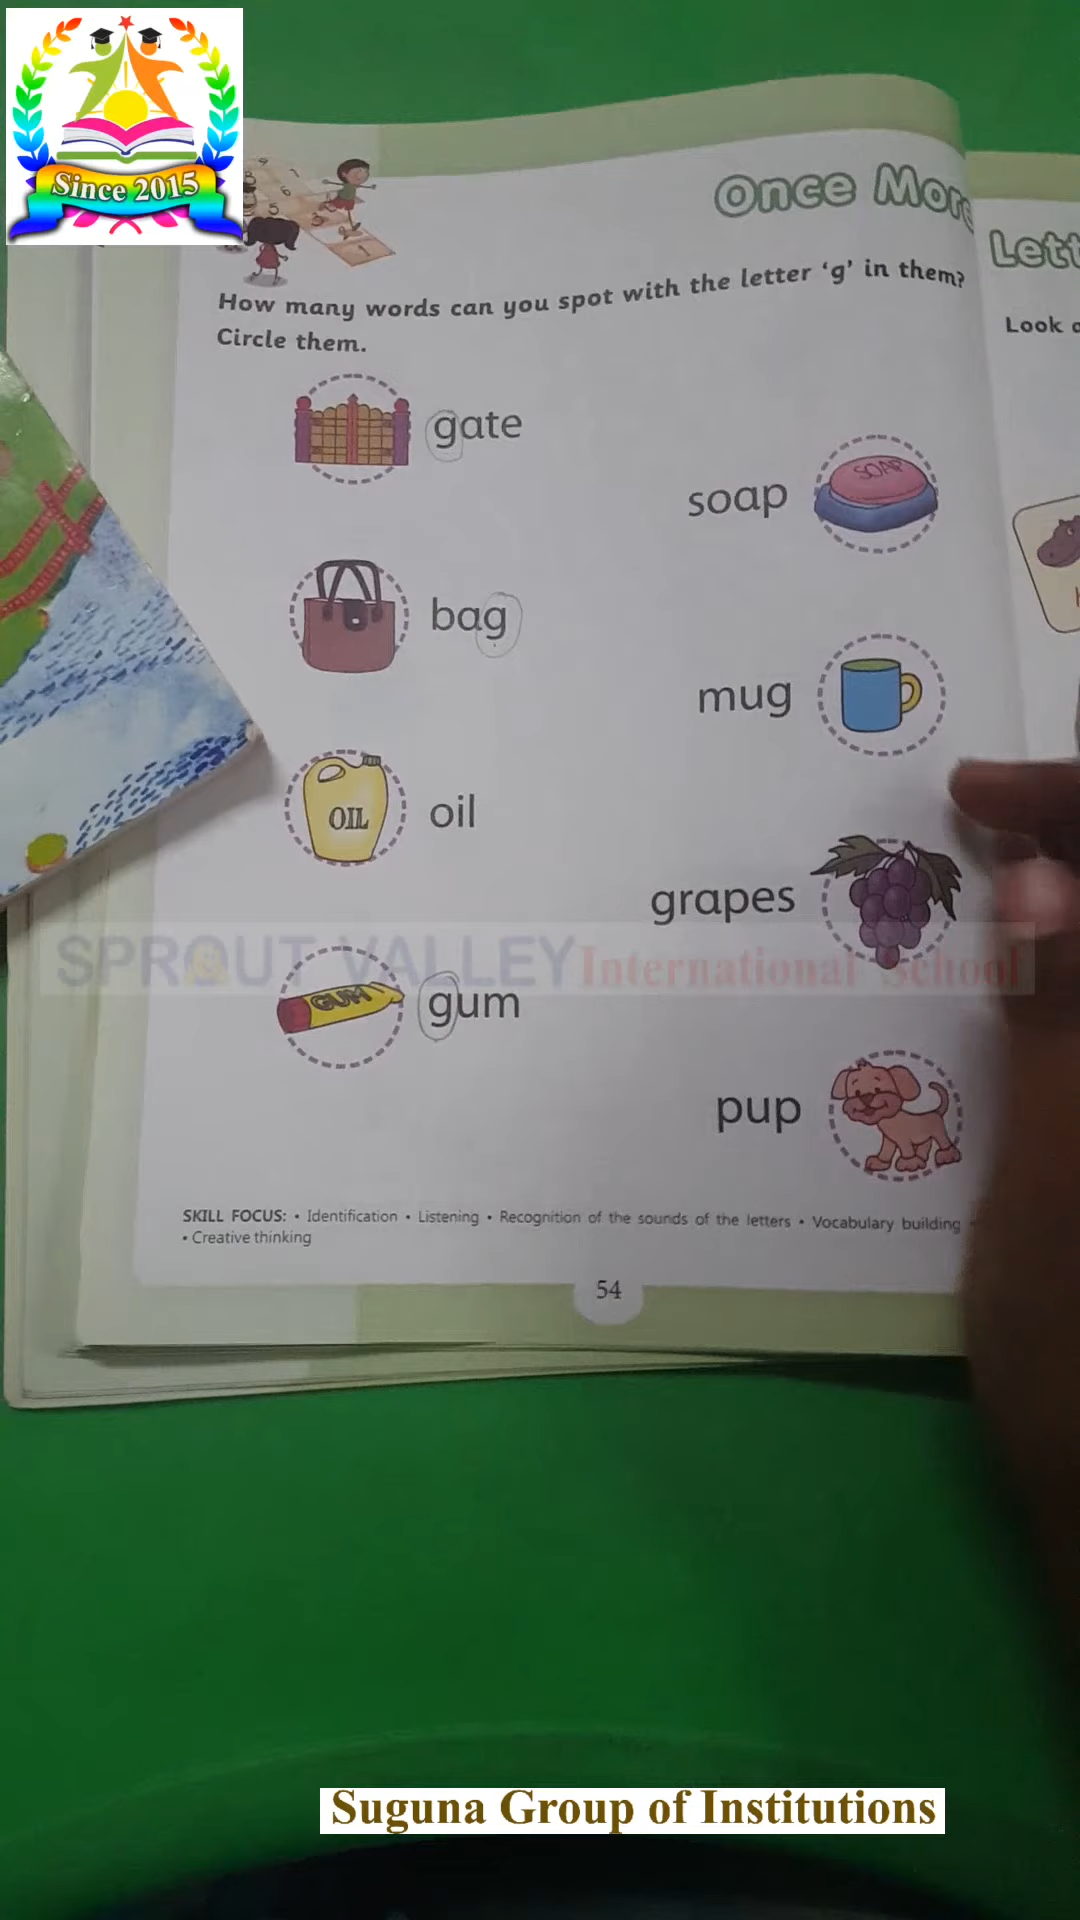 Since 2015
Once More
Lett
How many words can you spot with the letter ‘g’ in them?
Circle them.
Look
gate
SOAP
soap
bag
mug
OIL
oil
grapes
SPROUT VALLEY International School
GUM
gum
pup
SKILL FOCUS: • Identification • Listening • Recognition of the sounds of the letters • Vocabulary building
• Creative thinking
54
Suguna Group of Institutions